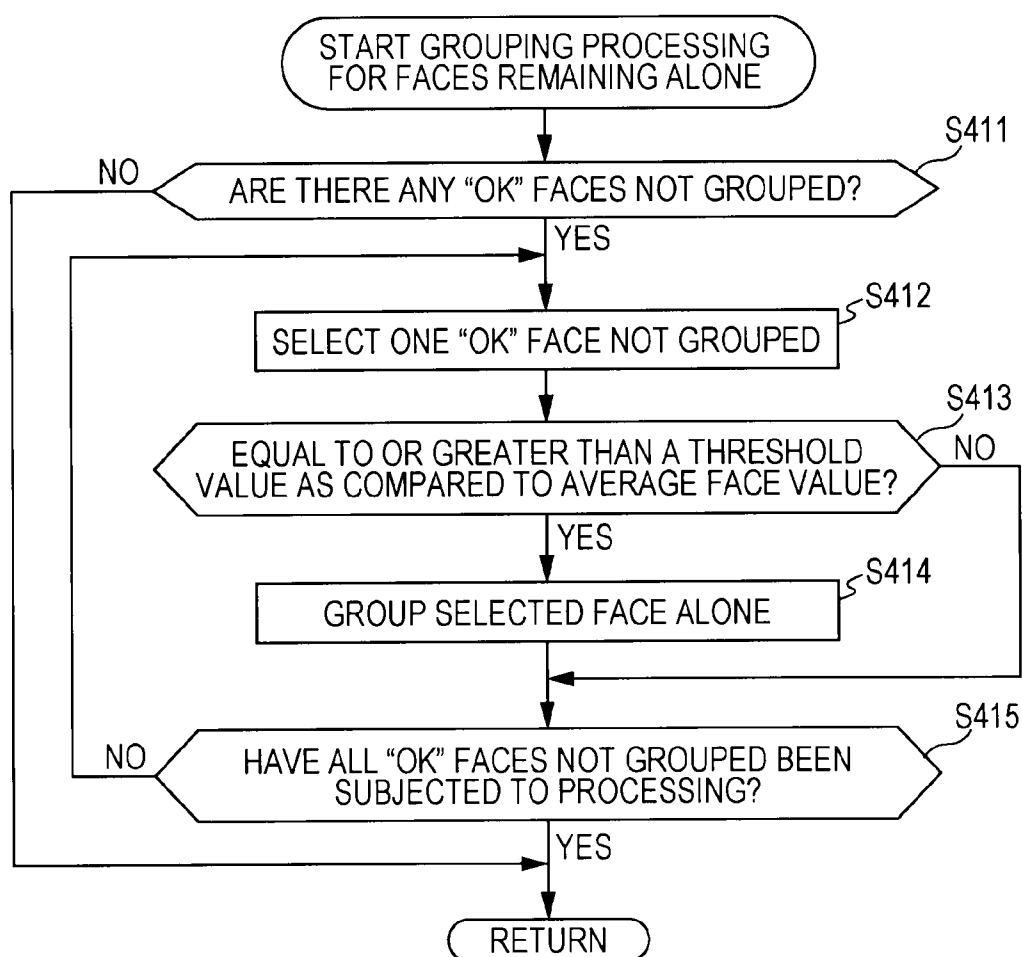 START GROUPING PROCESSING
FOR FACES REMAINING ALONE
S411
NO
ARE THERE ANY “OK” FACES NOT GROUPED?
YES
S412
SELECT ONE “OK” FACE NOT GROUPED
S413
EQUAL TO OR GREATER THAN A THRESHOLD
VALUE AS COMPARED TO AVERAGE FACE VALUE?
NO
YES
S414
GROUP SELECTED FACE ALONE
S415
NO
HAVE ALL “OK” FACES NOT GROUPED BEEN
SUBJECTED TO PROCESSING?
YES
RETURN